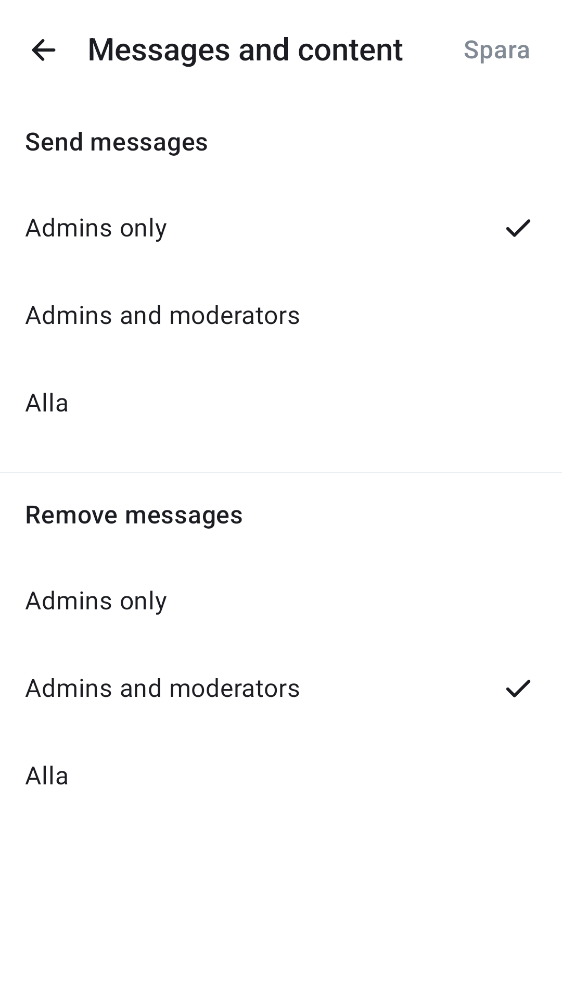 Messages and content
Spara
Send messages
Admins only
Admins and moderators
Alla
Remove messages
Admins only
Admins and moderators
Alla